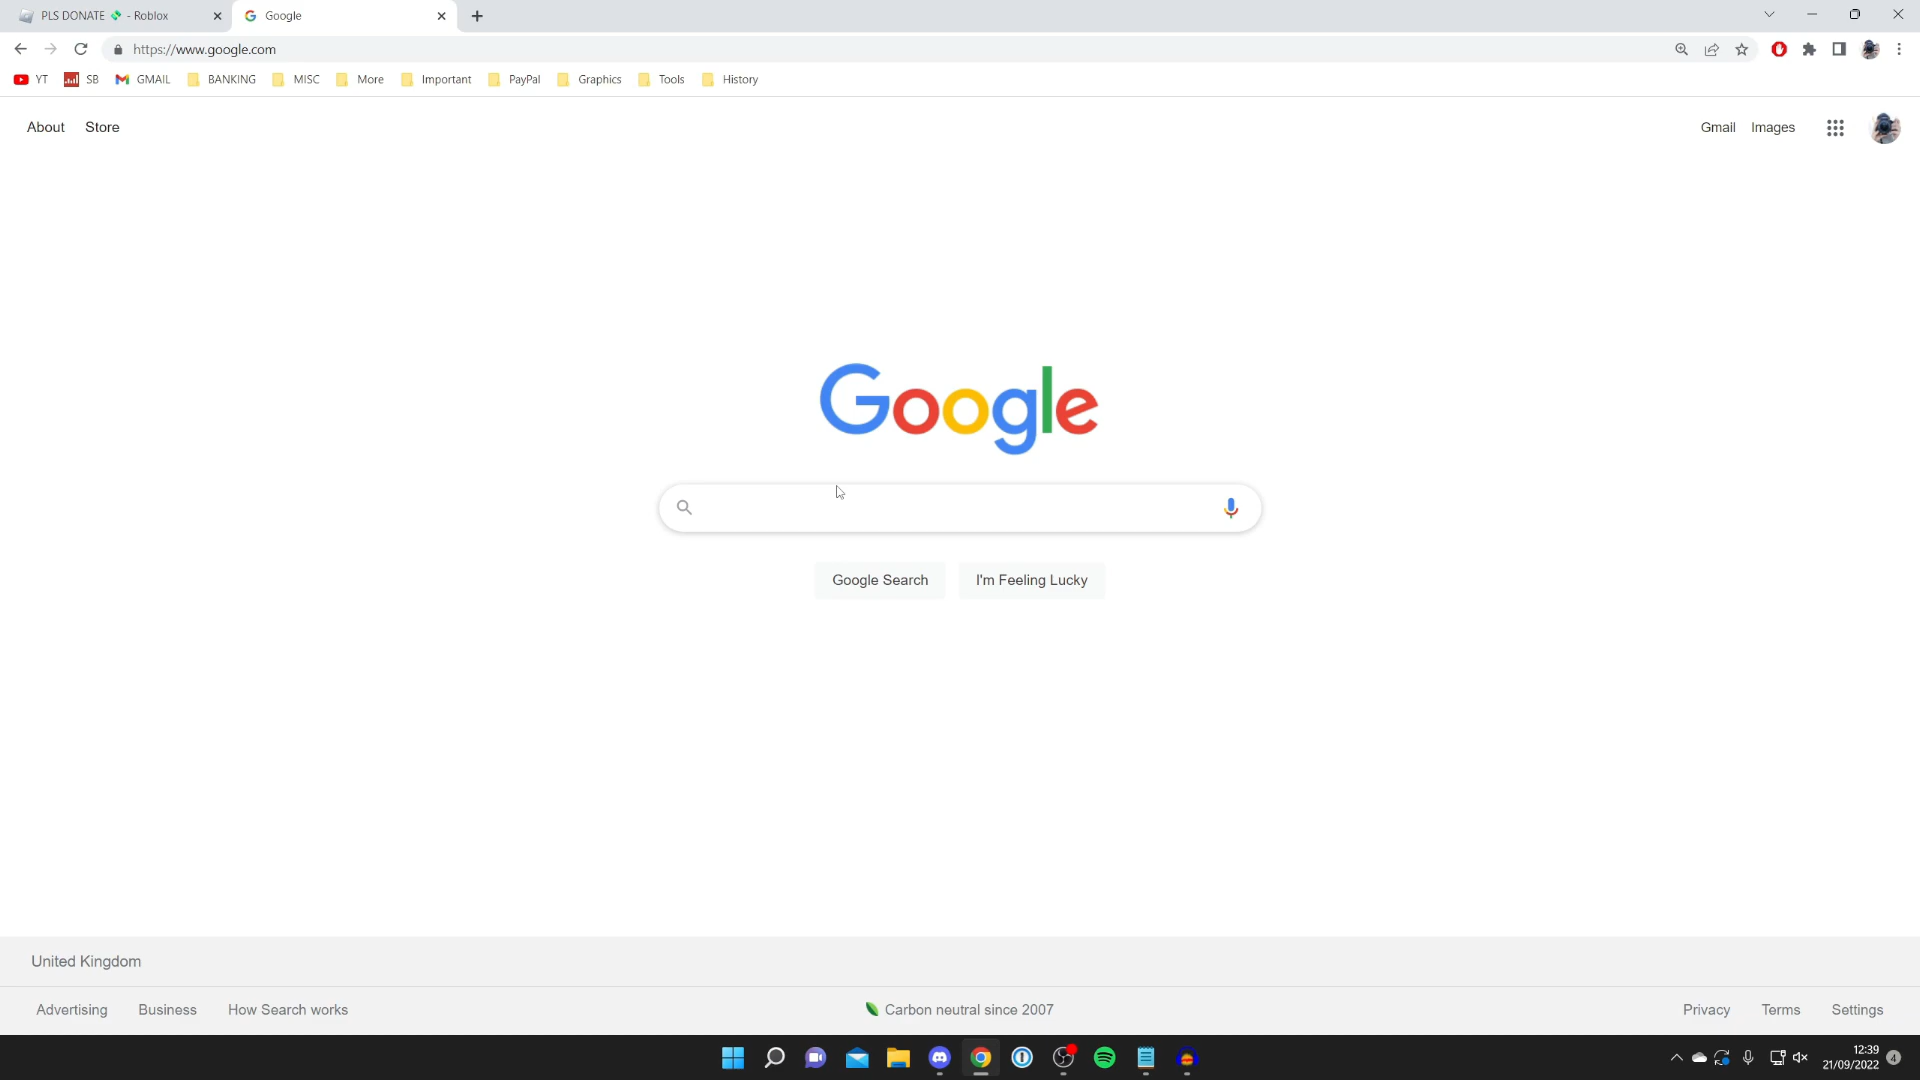 PLS DONATE 💸 - Roblox
Google
https://www.google.com
YT SB GMAIL BANKING MISC More Important PayPal Graphics Tools History
About Store Gmail Images
Google
Google Search I'm Feeling Lucky
United Kingdom
Advertising Business How Search works Carbon neutral since 2007 Privacy Terms Settings
12:39
21/09/2022 4